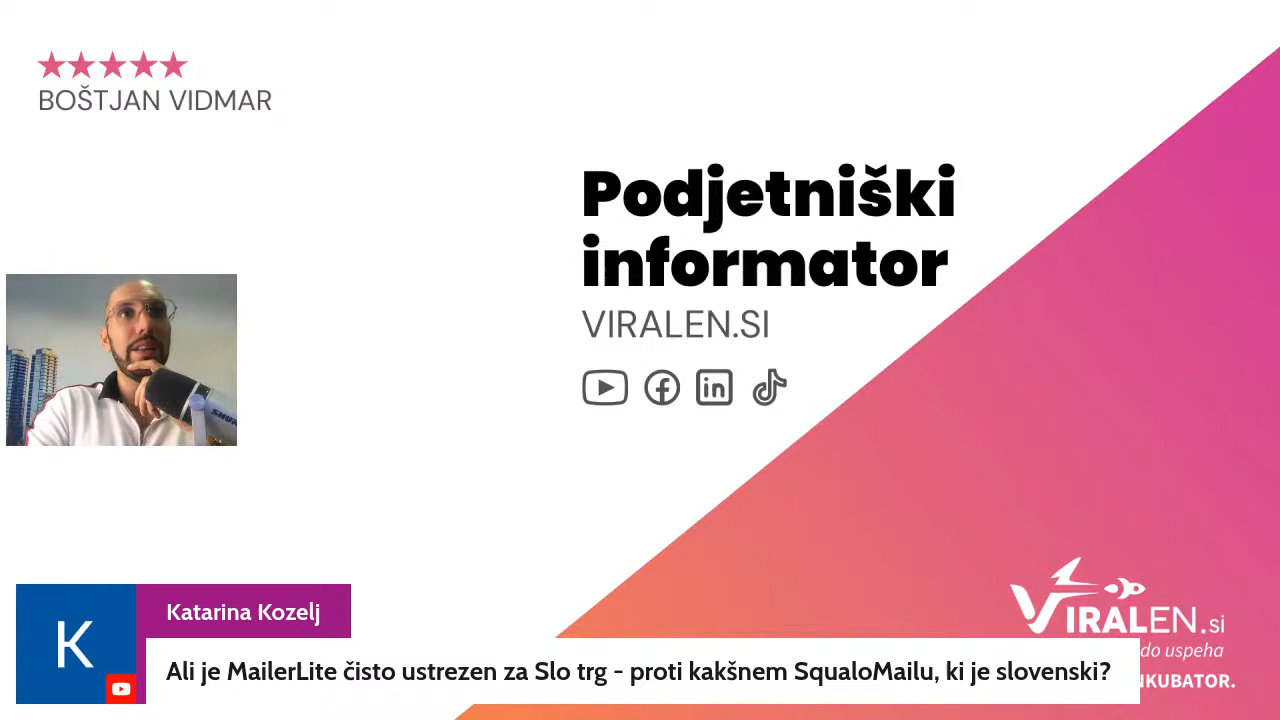 BOŠTJAN VIDMAR
Podjetniški
informator
VIRALEN.SI
SHUR
VIRALEN.si
do uspeha
NKUBATOR.
K
Katarina Kozelj
Ali je MailerLite čisto ustrezen za Slo trg - proti kakšnem SqualoMailu, ki je slovenski?